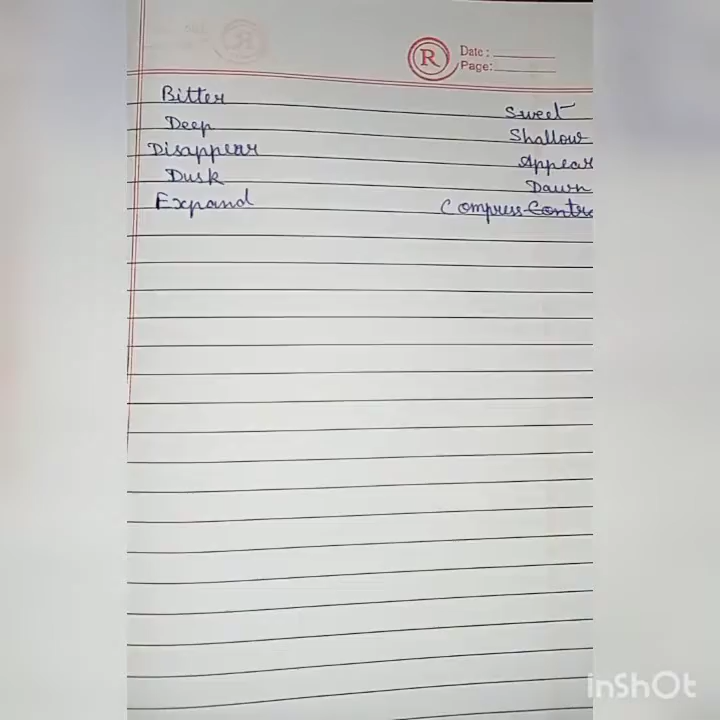 R
Date :
Page:
Bitter Sweet
Deep Shallow
Disappear Appear
Dusk Dawn
Expand Compress
InShOt